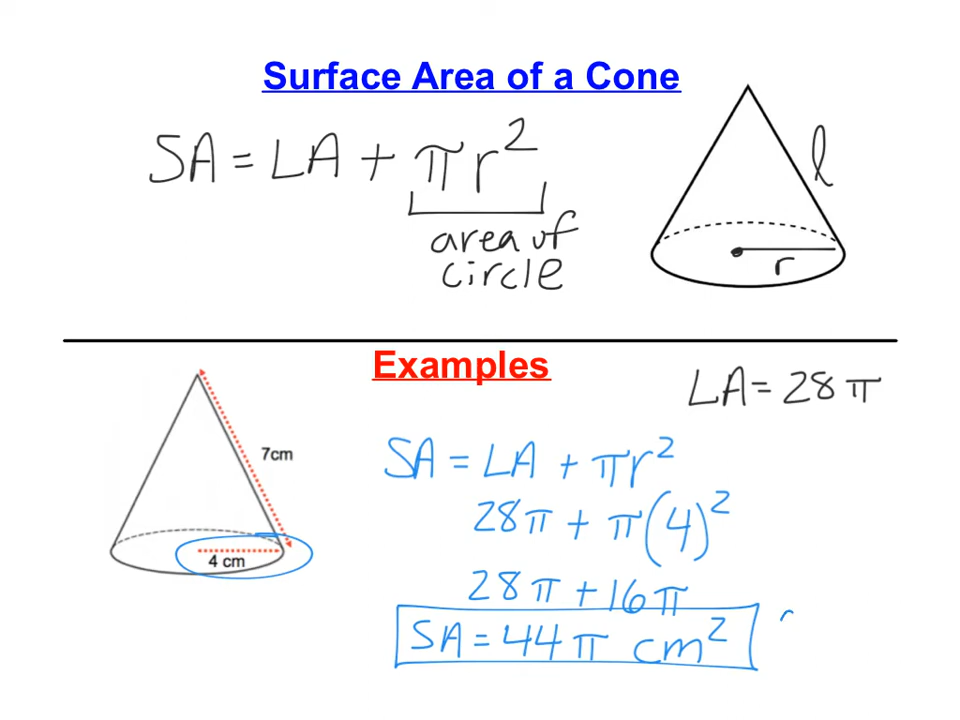 Surface Area of a Cone
SA = LA + πr²
area of
circle
l
r
Examples
LA = 28π
7cm
4 cm
SA = LA + πr²
28π + π(4)²
28π + 16π
SA = 44π cm²